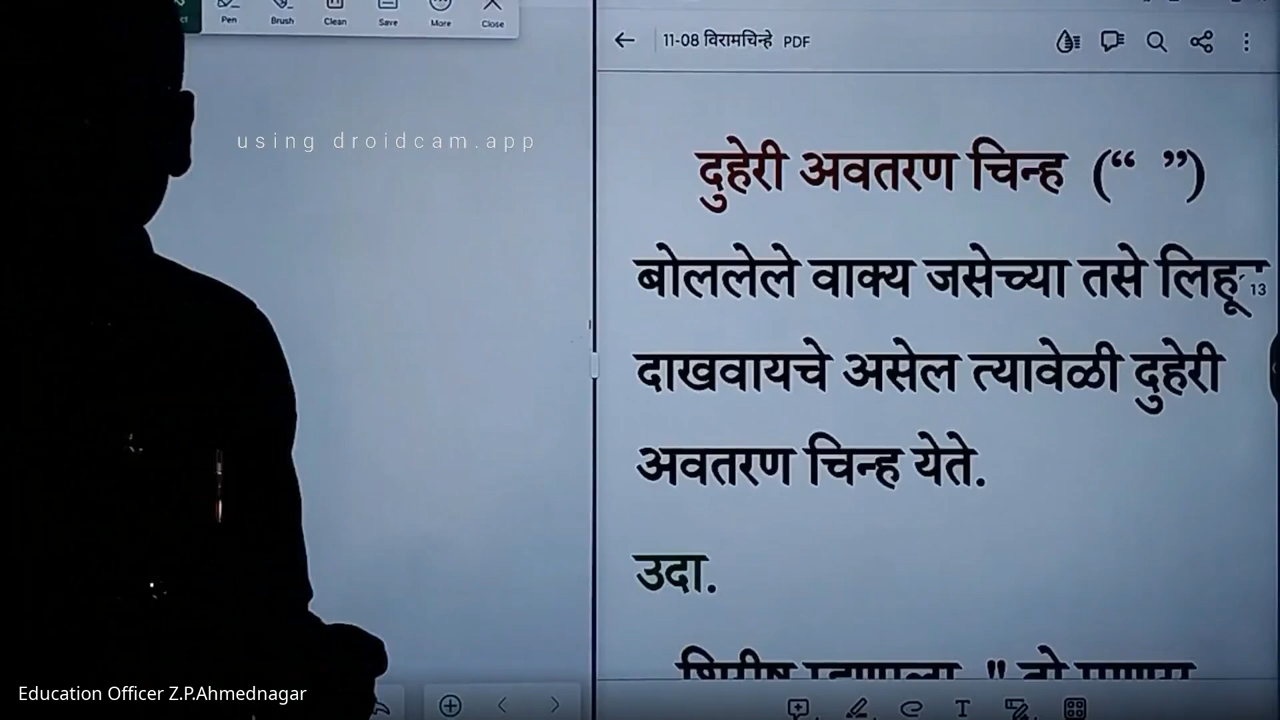 Pen Brush Clean Save More Close
11-08 विरामचिन्हे PDF
using droidcam.app
दुहेरी अवतरण चिन्ह (“ ”)
बोललेले वाक्य जसेच्या तसे लिहू
13
दाखवायचे असेल त्यावेळी दुहेरी
अवतरण चिन्ह येते.
उदा.
Education Officer Z.P.Ahmednagar